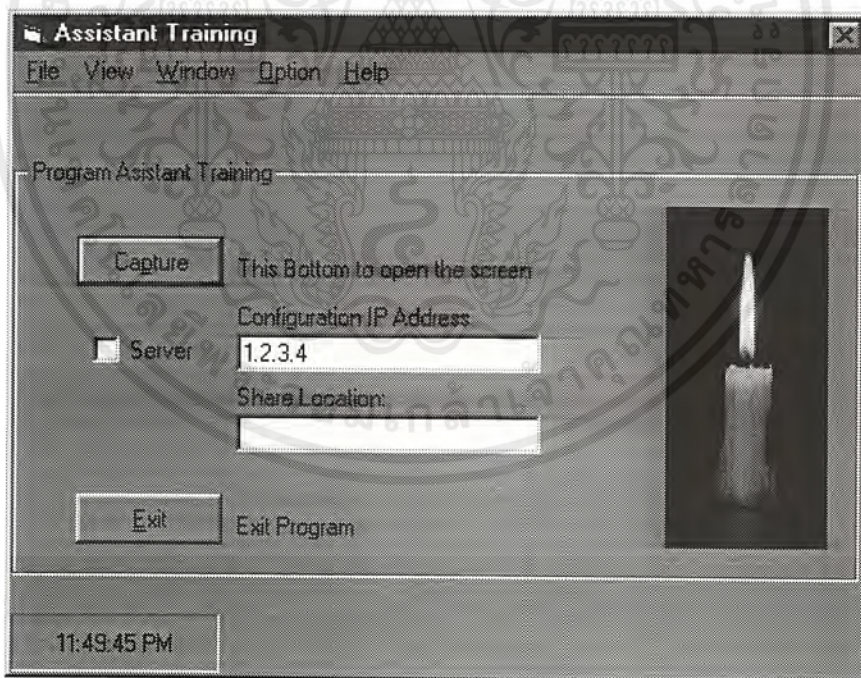 Assistant Training
File View Window Option Help
Program Asistant Training
Capture
This Bottom to open the screen
Configuration IP Address
Server
1.2.3.4
Share Location:
Exit
Exit Program
11:49:45 PM